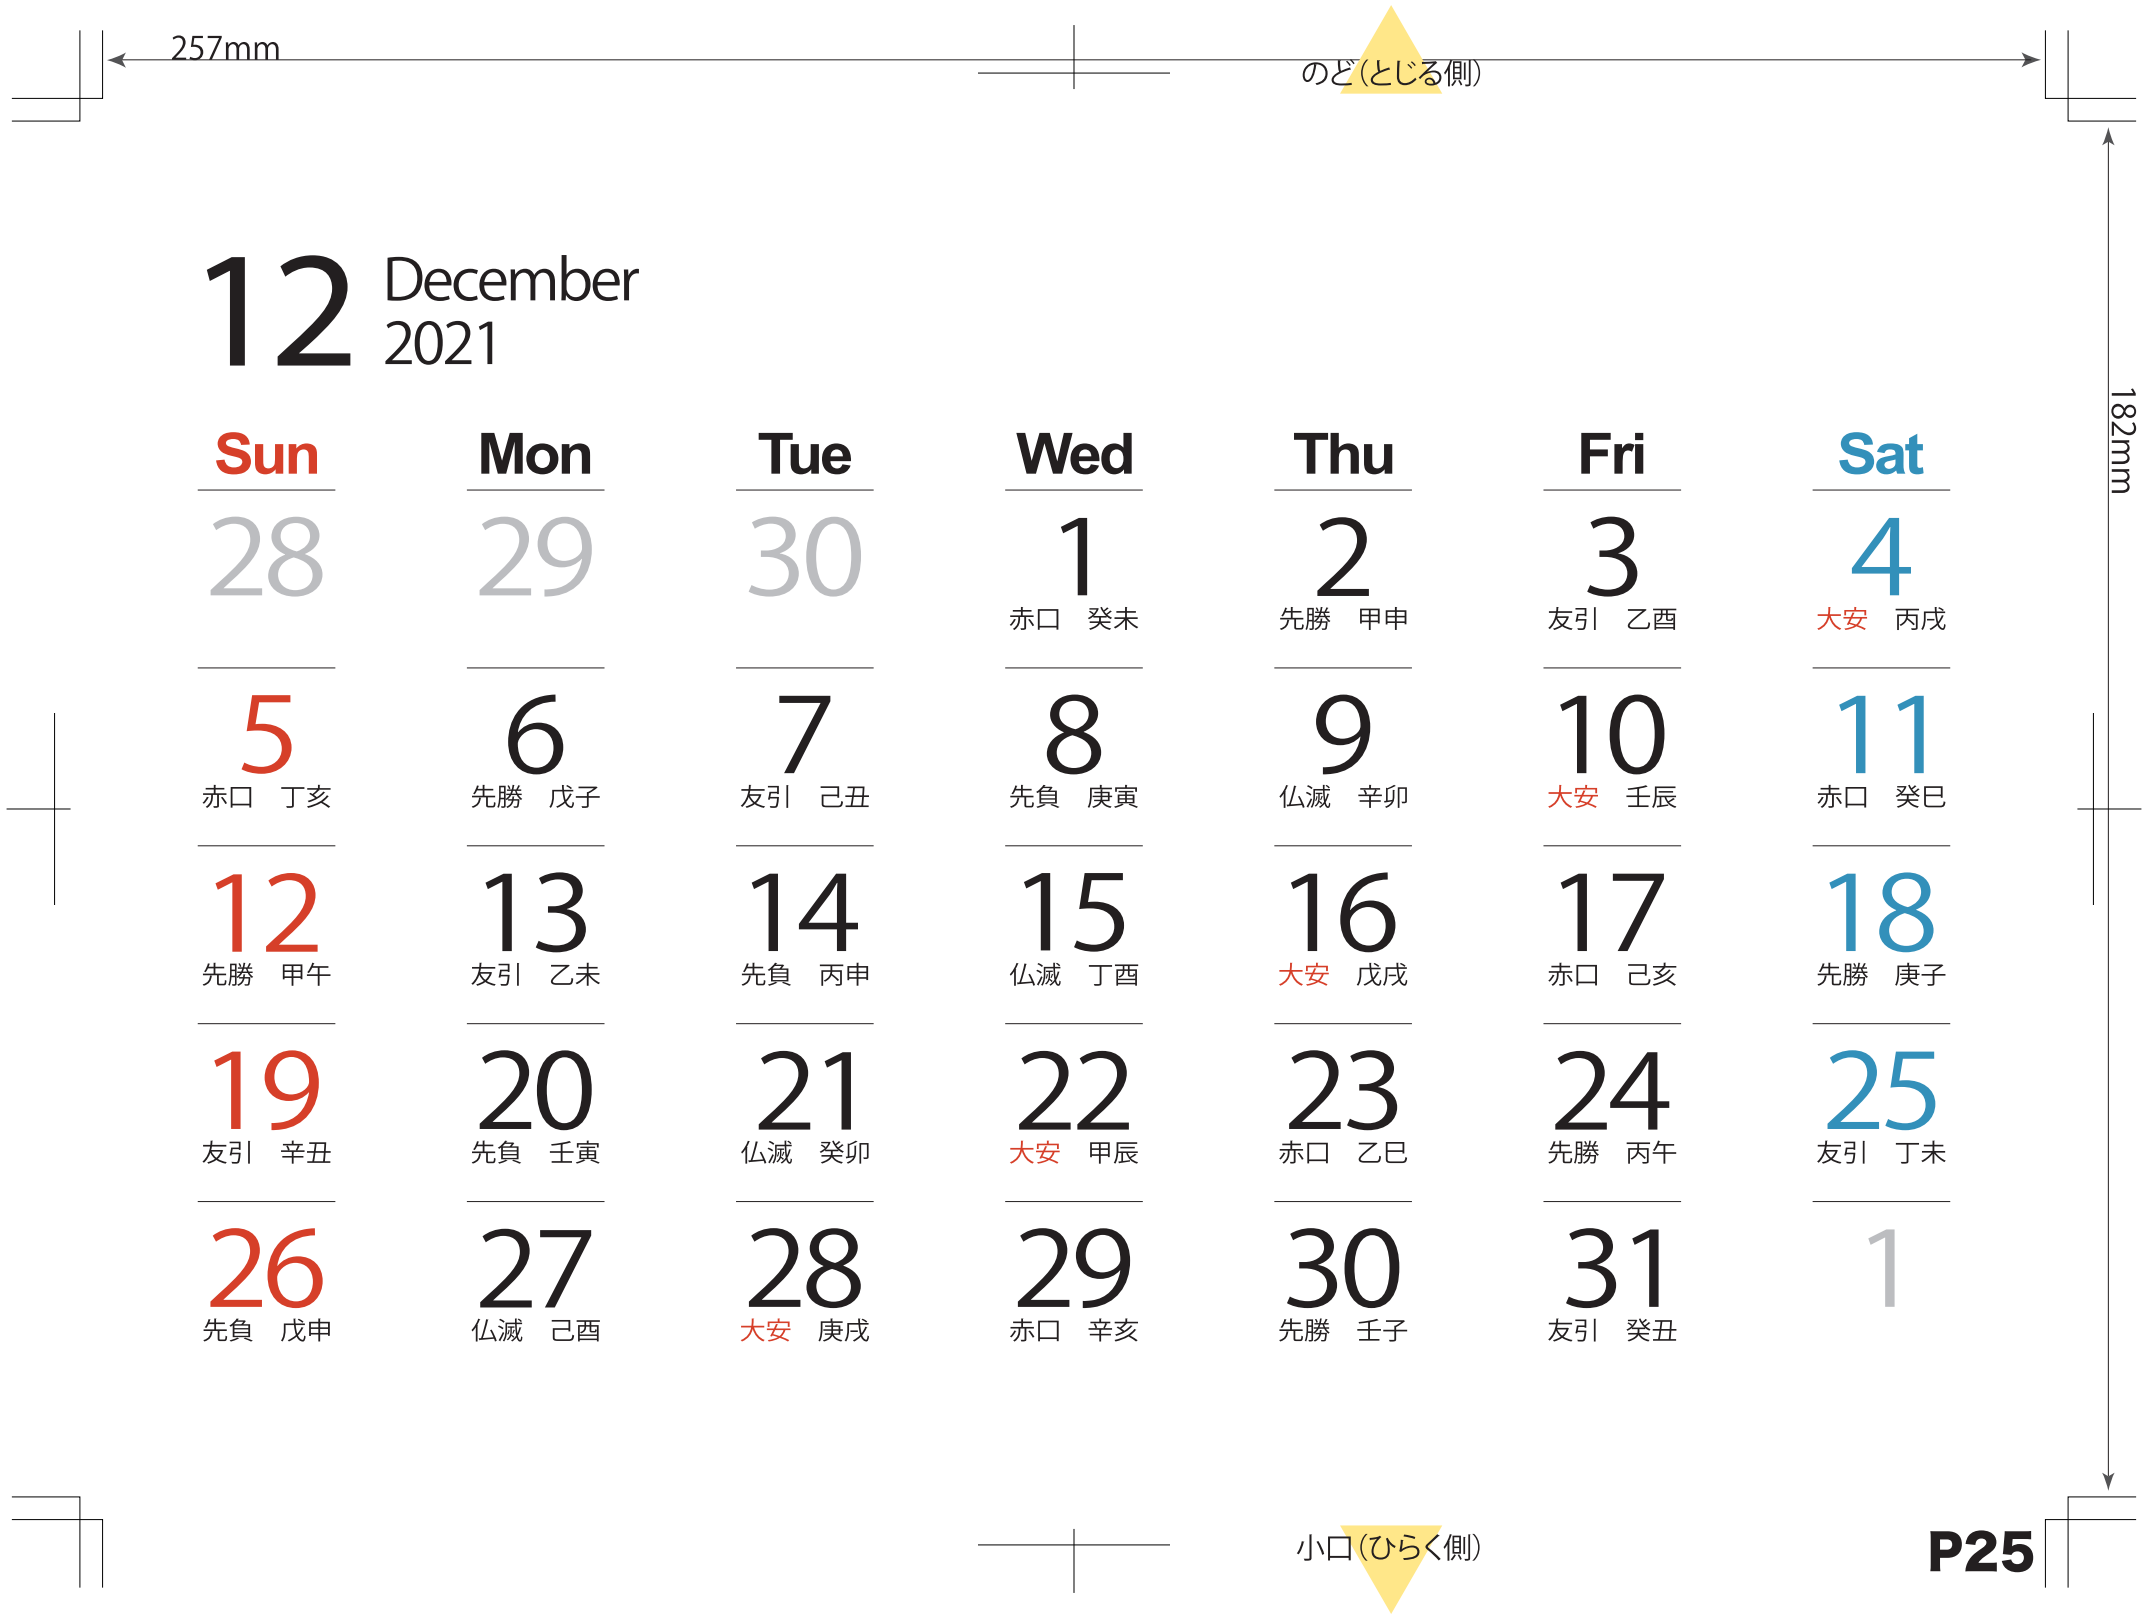 257mm
のど（とじる側）
12 December
2021
182mm
Sun Mon Tue Wed Thu Fri Sat
28 29 30 1 2 3 4
赤口　癸未 先勝　甲申 友引　乙酉 大安　丙戌
5 6 7 8 9 10 11
赤口　丁亥 先勝　戊子 友引　己丑 先負　庚寅 仏滅　辛卯 大安　壬辰 赤口　癸巳
12 13 14 15 16 17 18
先勝　甲午 友引　乙未 先負　丙申 仏滅　丁酉 大安　戊戌 赤口　己亥 先勝　庚子
19 20 21 22 23 24 25
友引　辛丑 先負　壬寅 仏滅　癸卯 大安　甲辰 赤口　乙巳 先勝　丙午 友引　丁未
26 27 28 29 30 31 1
先負　戊申 仏滅　己酉 大安　庚戌 赤口　辛亥 先勝　壬子 友引　癸丑
小口（ひらく側）
P25